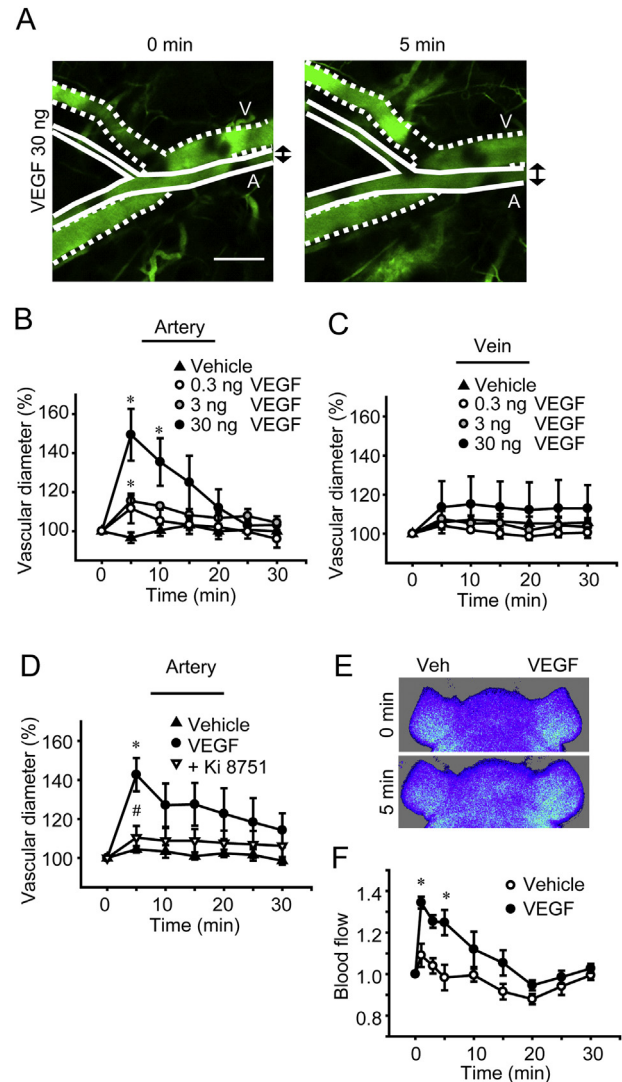 A
0 min
5 min
VEGF 30 ng
V
A
V
A
B
Artery
Vehicle
0.3 ng VEGF
3 ng VEGF
30 ng VEGF
*
*
*
Vascular diameter (%)
160
140
120
100
0
10
20
30
Time (min)
C
Vein
Vehicle
0.3 ng VEGF
3 ng VEGF
30 ng VEGF
Vascular diameter (%)
160
140
120
100
0
10
20
30
Time (min)
D
Artery
Vehicle
VEGF
+ Ki 8751
*
#
Vascular diameter (%)
160
140
120
100
0
10
20
30
Time (min)
E
Veh
VEGF
0 min
5 min
F
Vehicle
VEGF
*
*
Blood flow
1.4
1.2
1.0
0.8
0
10
20
30
Time (min)